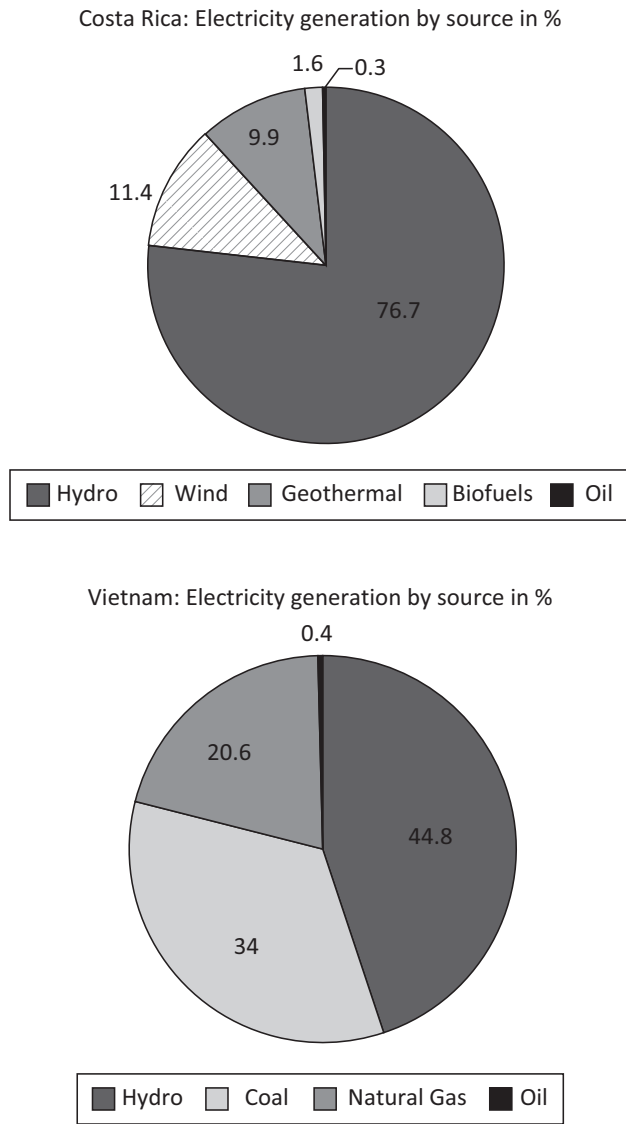 Costa Rica: Electricity generation by source in %
1.6 0.3
9.9
11.4
76.7
Hydro Wind Geothermal Biofuels Oil
Vietnam: Electricity generation by source in %
0.4
20.6
44.8
34
Hydro Coal Natural Gas Oil